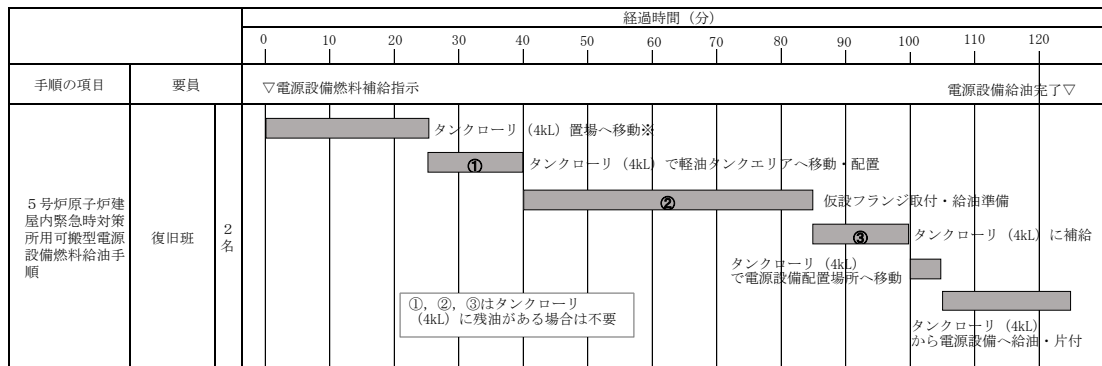 経過時間（分）
0 10 20 30 40 50 60 70 80 90 100 110 120
手順の項目 要員 ▽電源設備燃料補給指示 電源設備給油完了▽
タンクローリ（4kL）置場へ移動※
① タンクローリ（4kL）で軽油タンクエリアへ移動・配置
② 仮設フランジ取付・給油準備
③ タンクローリ（4kL）に補給
タンクローリ（4kL）
で電源設備配置場所へ移動
タンクローリ（4kL）
から電源設備へ給油・片付
５号炉原子炉建
屋内緊急時対策
所用可搬型電源
設備燃料給油手
順
復旧班
２
名
①，②，③はタンクローリ
（4kL）に残油がある場合は不要